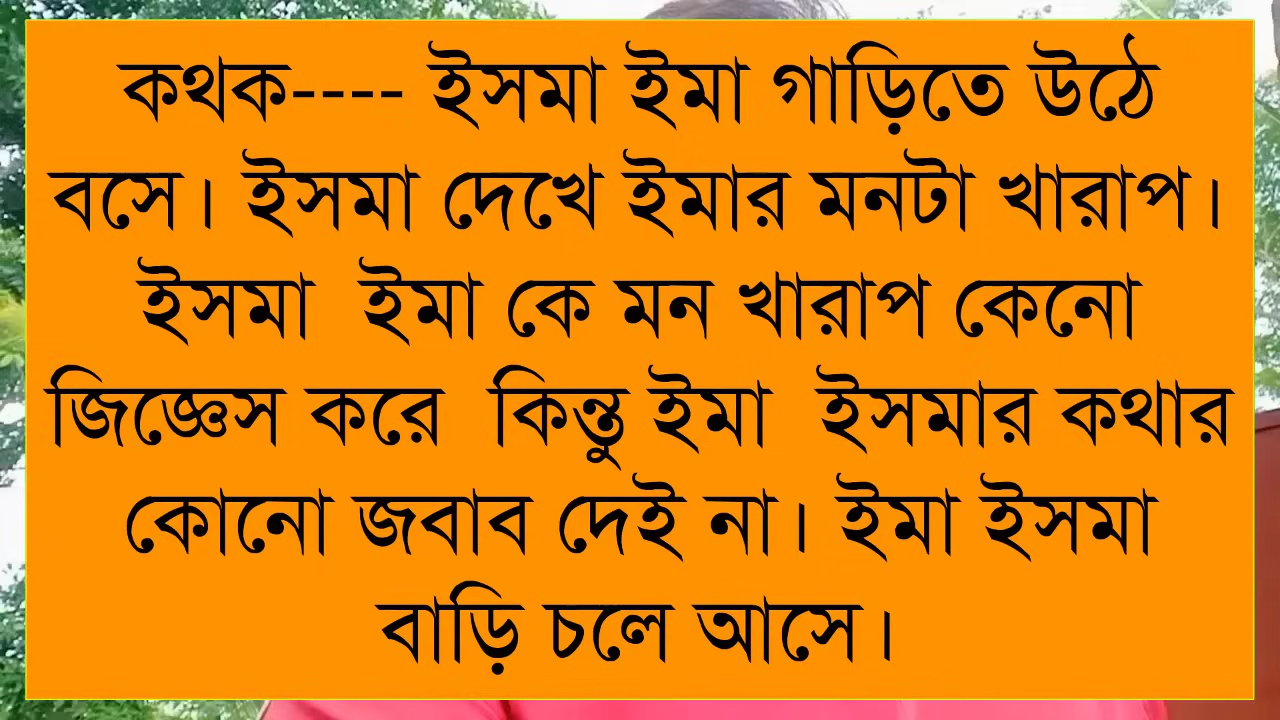 কথক---- ইসমা ইমা গাড়িতে উঠে
বসে। ইসমা দেখে ইমার মনটা খারাপ।
ইসমা  ইমা কে মন খারাপ কেনো
জিজ্ঞেস করে  কিন্তু ইমা  ইসমার কথার
কোনো জবাব দেই না। ইমা ইসমা
বাড়ি চলে আসে।